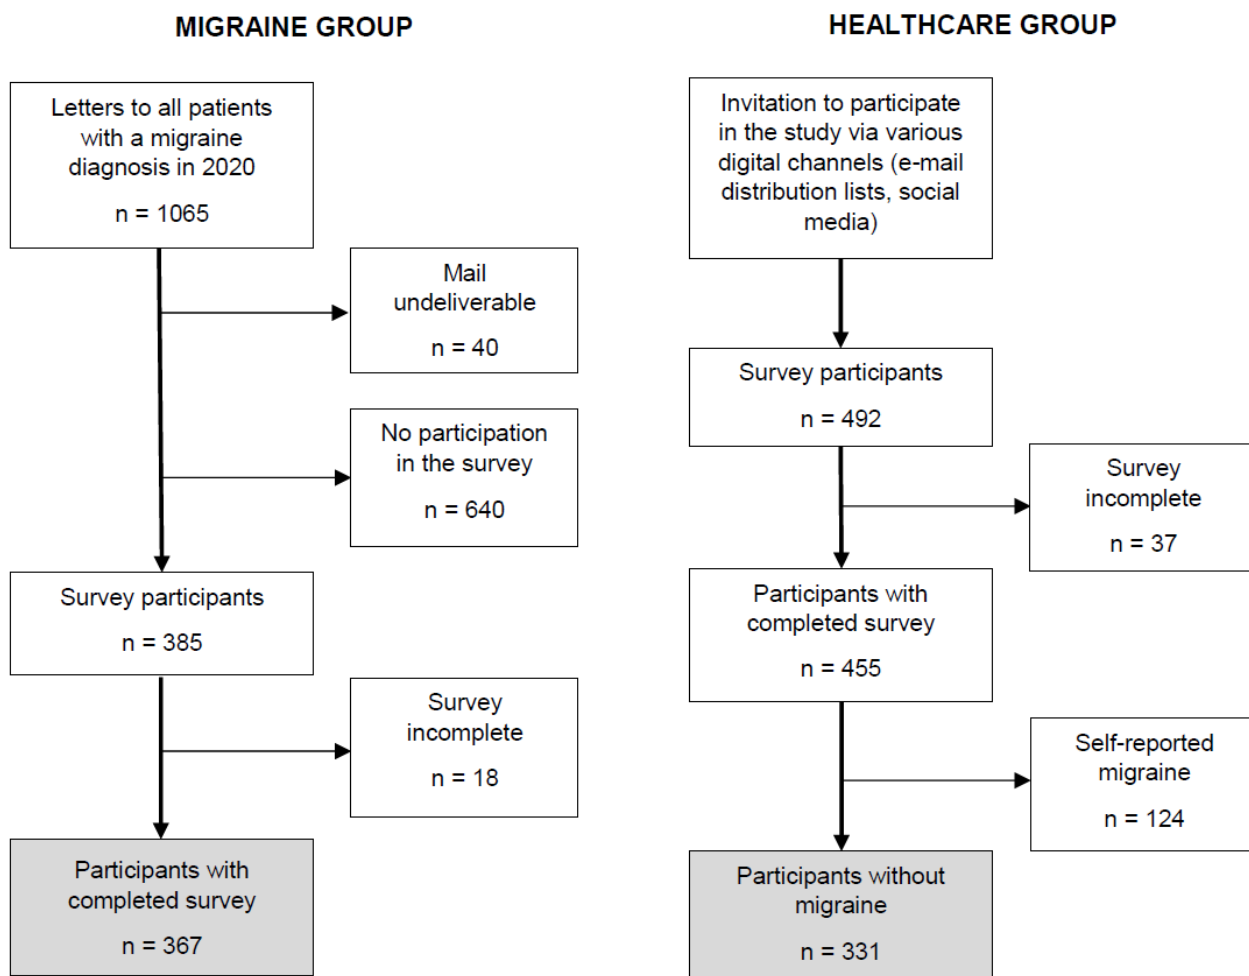 MIGRAINE GROUP
Letters to all patients
with a migraine
diagnosis in 2020
n = 1065
Mail
undeliverable
n = 40
No participation
in the survey
n = 640
Survey participants
n = 385
Survey
incomplete
n = 18
Participants with
completed survey
n = 367
HEALTHCARE GROUP
Invitation to participate
in the study via various
digital channels (e-mail
distribution lists, social
media)
Survey participants
n = 492
Survey
incomplete
n = 37
Participants with
completed survey
n = 455
Self-reported
migraine
n = 124
Participants without
migraine
n = 331